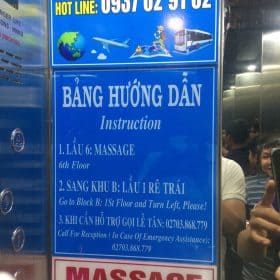 HOT LINE: 0937 62 91 62
BẢNG HƯỚNG DẪN
Instruction
1. LẦU 6: MASSAGE
6th Floor
2. SANG KHU B: LẦU 1 RẼ TRÁI
Go to Block B: 1St Floor and Turn Left, Please!
3. KHI CẦN HỖ TRỢ GỌI LỄ TÂN: 02703.868.779
Call For Reception ( In Case Of Emergency Assistance):
02703.868.779
MASSAGE